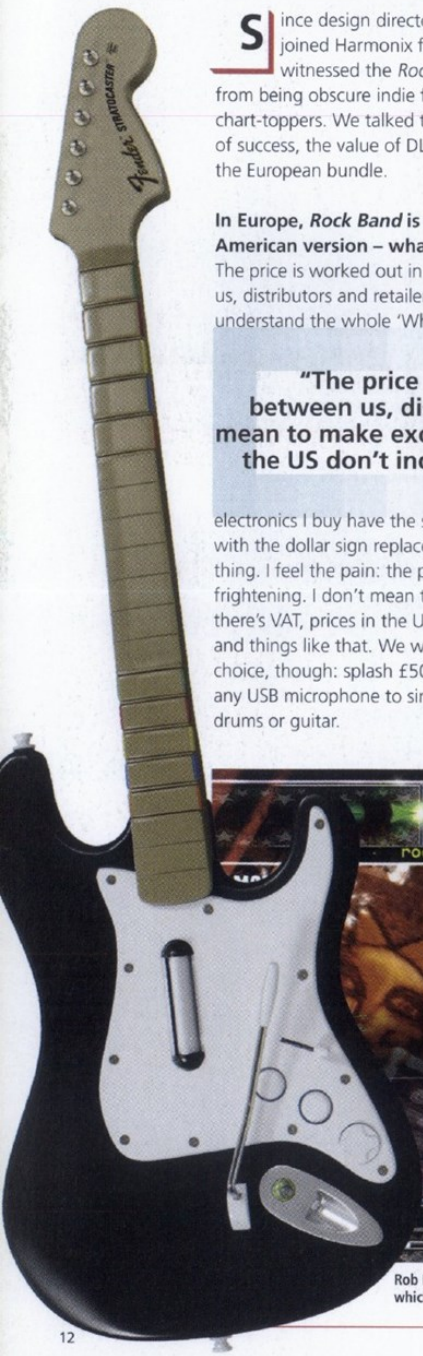 Fender STRATOCASTER
Since design directo
joined Harmonix f
witnessed the Roc
from being obscure indie f
chart-toppers. We talked t
of success, the value of DL
the European bundle.
In Europe, Rock Band is
American version – wha
The price is worked out in
us, distributors and retailer
understand the whole ‘Wh
“The price
between us, di
mean to make exc
the US don’t inc
electronics I buy have the s
with the dollar sign replace
thing. I feel the pain: the p
frightening. I don’t mean t
there’s VAT, prices in the U
and things like that. We w
choice, though: splash £50
any USB microphone to sin
drums or guitar.
Rob
which
12